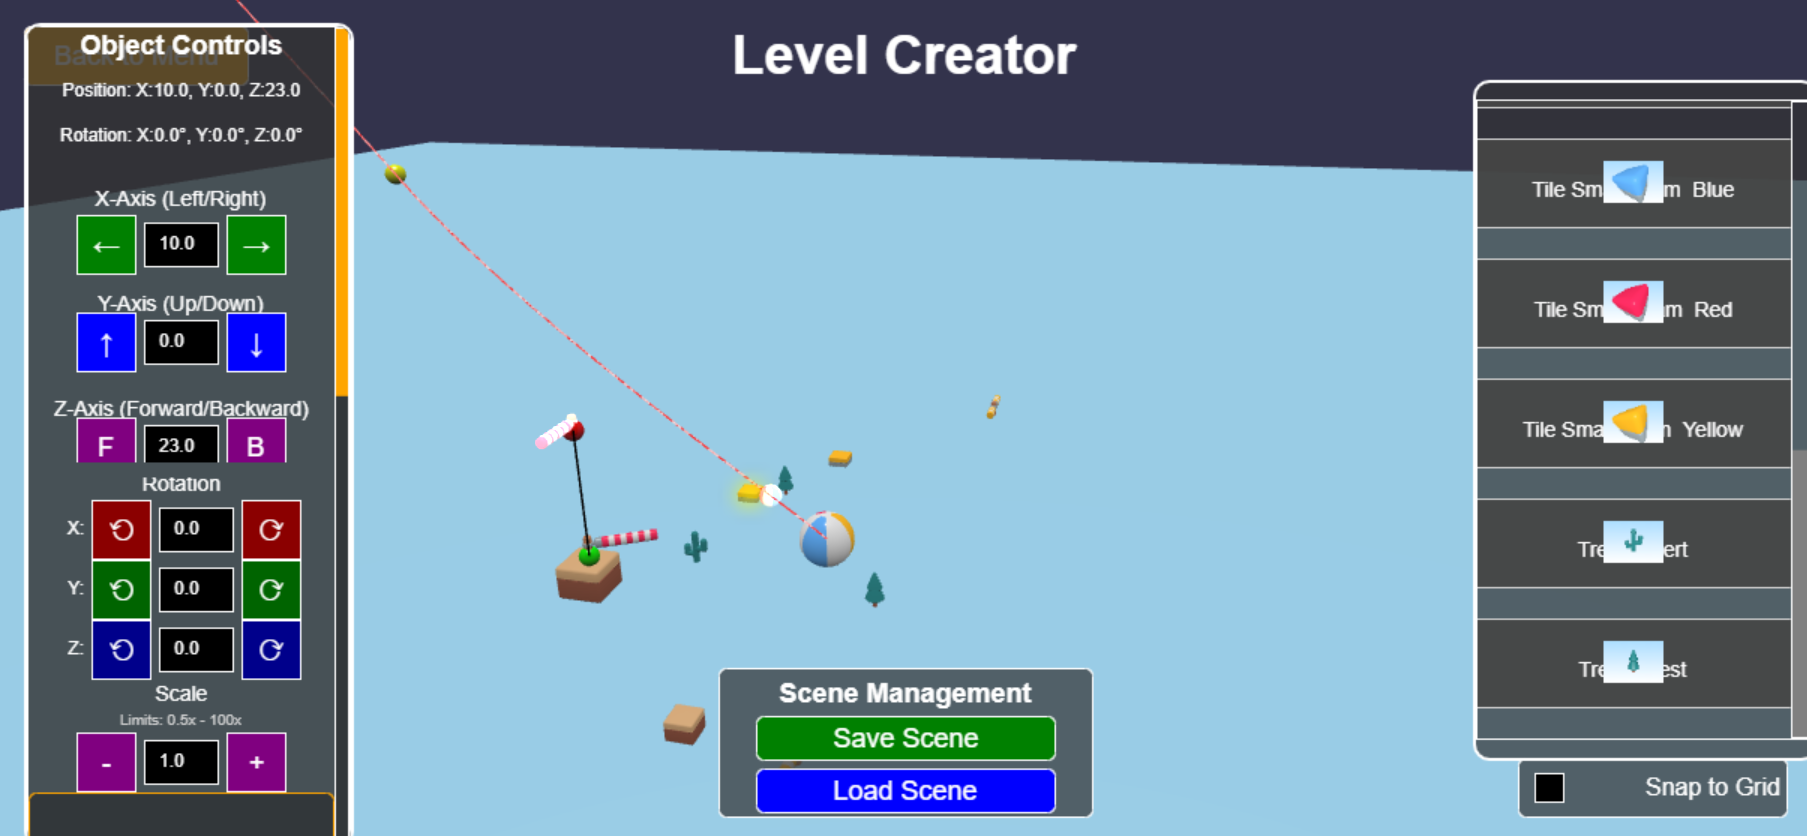 Back to Menu
Object Controls
Position: X:10.0, Y:0.0, Z:23.0
Rotation: X:0.0°, Y:0.0°, Z:0.0°
X-Axis (Left/Right)
← 10.0 →
Y-Axis (Up/Down)
↑ 0.0 ↓
Z-Axis (Forward/Backward)
F 23.0 B
Rotation
X: 0.0
Y: 0.0
Z: 0.0
Scale
Limits: 0.5x - 100x
- 1.0 +
Level Creator
Scene Management
Save Scene
Load Scene
Tile Sm m Blue
Tile Sm m Red
Tile Sma Yellow
Tre ert
Tre est
Snap to Grid